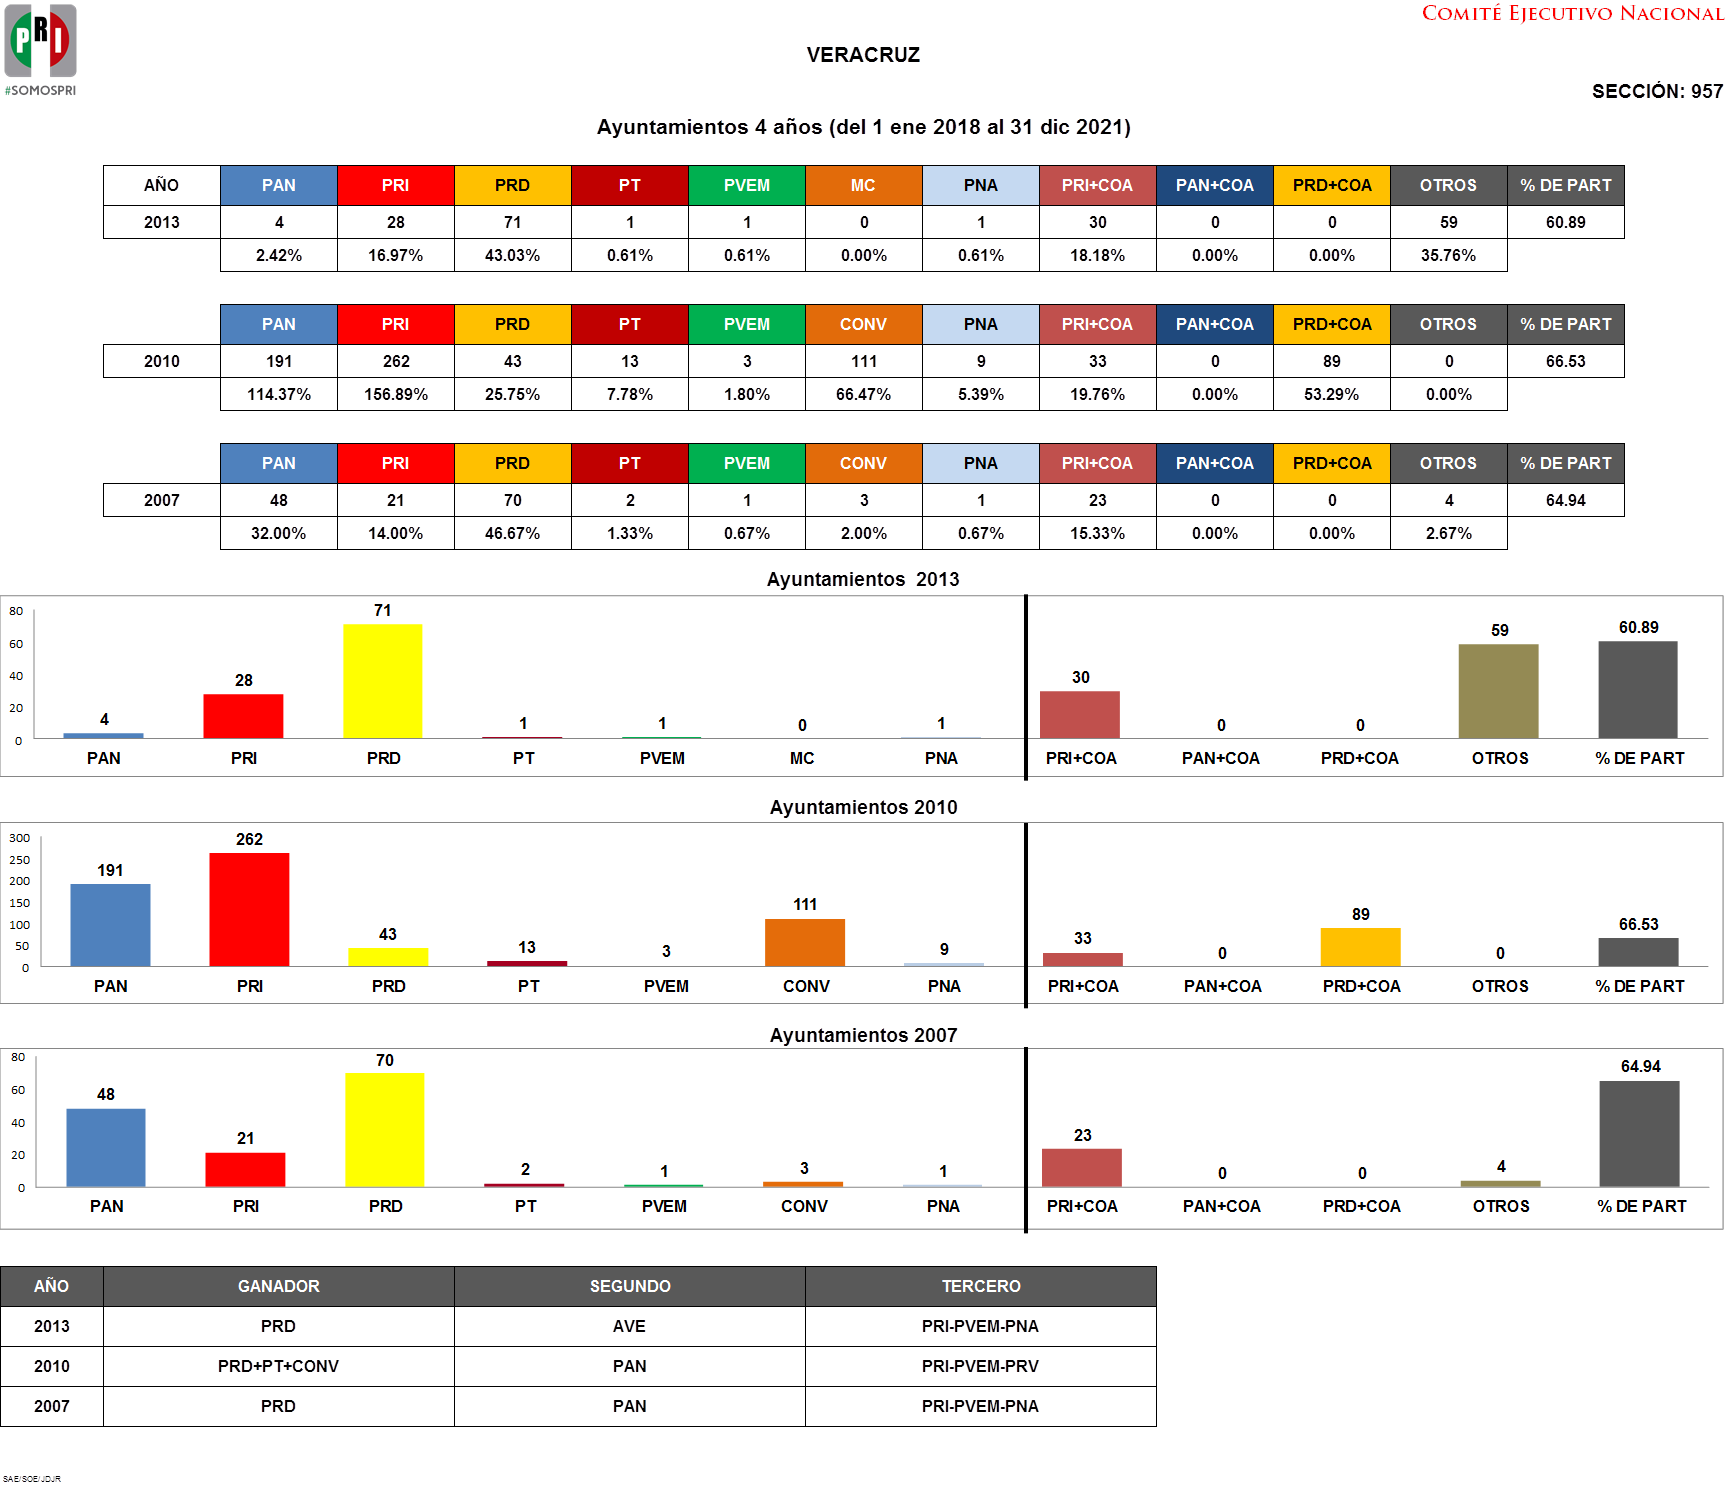 COMITÉ EJECUTIVO NACIONAL
PRI
#SOMOSPRI
VERACRUZ
SECCIÓN: 957
Ayuntamientos 4 años (del 1 ene 2018 al 31 dic 2021)
AÑO PAN PRI PRD PT PVEM MC PNA PRI+COA PAN+COA PRD+COA OTROS % DE PART
2013 4 28 71 1 1 0 1 30 0 0 59 60.89
2.42% 16.97% 43.03% 0.61% 0.61% 0.00% 0.61% 18.18% 0.00% 0.00% 35.76%
PAN PRI PRD PT PVEM CONV PNA PRI+COA PAN+COA PRD+COA OTROS % DE PART
2010 191 262 43 13 3 111 9 33 0 89 0 66.53
114.37% 156.89% 25.75% 7.78% 1.80% 66.47% 5.39% 19.76% 0.00% 53.29% 0.00%
PAN PRI PRD PT PVEM CONV PNA PRI+COA PAN+COA PRD+COA OTROS % DE PART
2007 48 21 70 2 1 3 1 23 0 0 4 64.94
32.00% 14.00% 46.67% 1.33% 0.67% 2.00% 0.67% 15.33% 0.00% 0.00% 2.67%
Ayuntamientos 2013
80
60
40
20
0
4 28 71 1 1 0 1 30 0 0 59 60.89
PAN PRI PRD PT PVEM MC PNA PRI+COA PAN+COA PRD+COA OTROS % DE PART
Ayuntamientos 2010
300
250
200
150
100
50
0
191 262 43 13 3 111 9 33 0 89 0 66.53
PAN PRI PRD PT PVEM CONV PNA PRI+COA PAN+COA PRD+COA OTROS % DE PART
Ayuntamientos 2007
80
60
40
20
0
48 21 70 2 1 3 1 23 0 0 4 64.94
PAN PRI PRD PT PVEM CONV PNA PRI+COA PAN+COA PRD+COA OTROS % DE PART
AÑO GANADOR SEGUNDO TERCERO
2013 PRD AVE PRI-PVEM-PNA
2010 PRD+PT+CONV PAN PRI-PVEM-PRV
2007 PRD PAN PRI-PVEM-PNA
SAE/SOE/JDJR